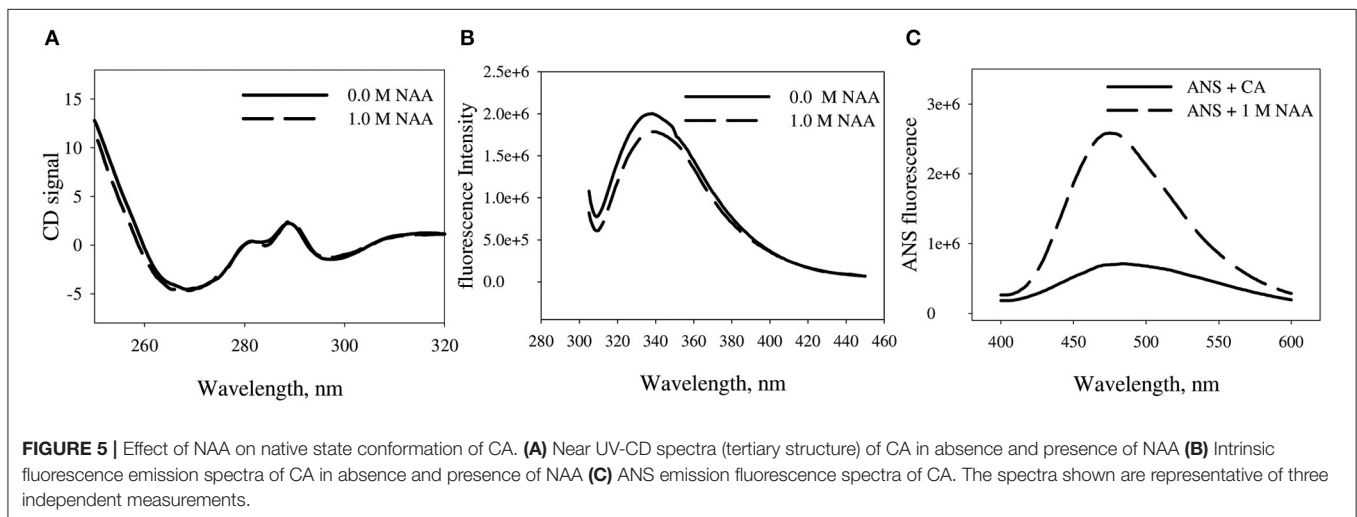 A
15
10
5
0
-5
CD signal
0.0 M NAA
1.0 M NAA
260 280 300 320
Wavelength, nm
B
2.5e+6
2.0e+6
1.5e+6
1.0e+6
5.0e+5
0.0
fluorescence Intensity
0.0 M NAA
1.0 M NAA
280 300 320 340 360 380 400 420 440 460
Wavelength, nm
C
3e+6
2e+6
1e+6
0
ANS fluorescence
ANS + CA
ANS + 1 M NAA
400 450 500 550 600
Wavelength, nm
FIGURE 5 | Effect of NAA on native state conformation of CA. (A) Near UV-CD spectra (tertiary structure) of CA in absence and presence of NAA (B) Intrinsic
fluorescence emission spectra of CA in absence and presence of NAA (C) ANS emission fluorescence spectra of CA. The spectra shown are representative of three
independent measurements.